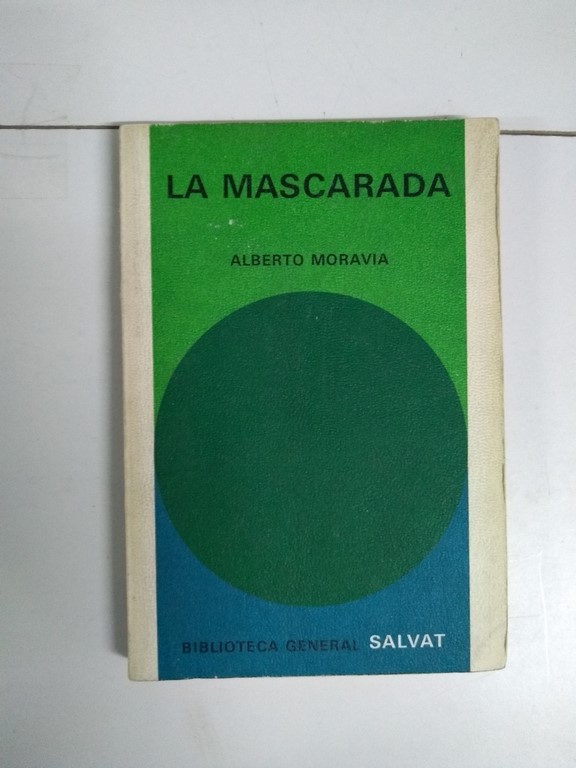 LA MASCARADA
ALBERTO MORAVIA
BIBLIOTECA GENERAL SALVAT